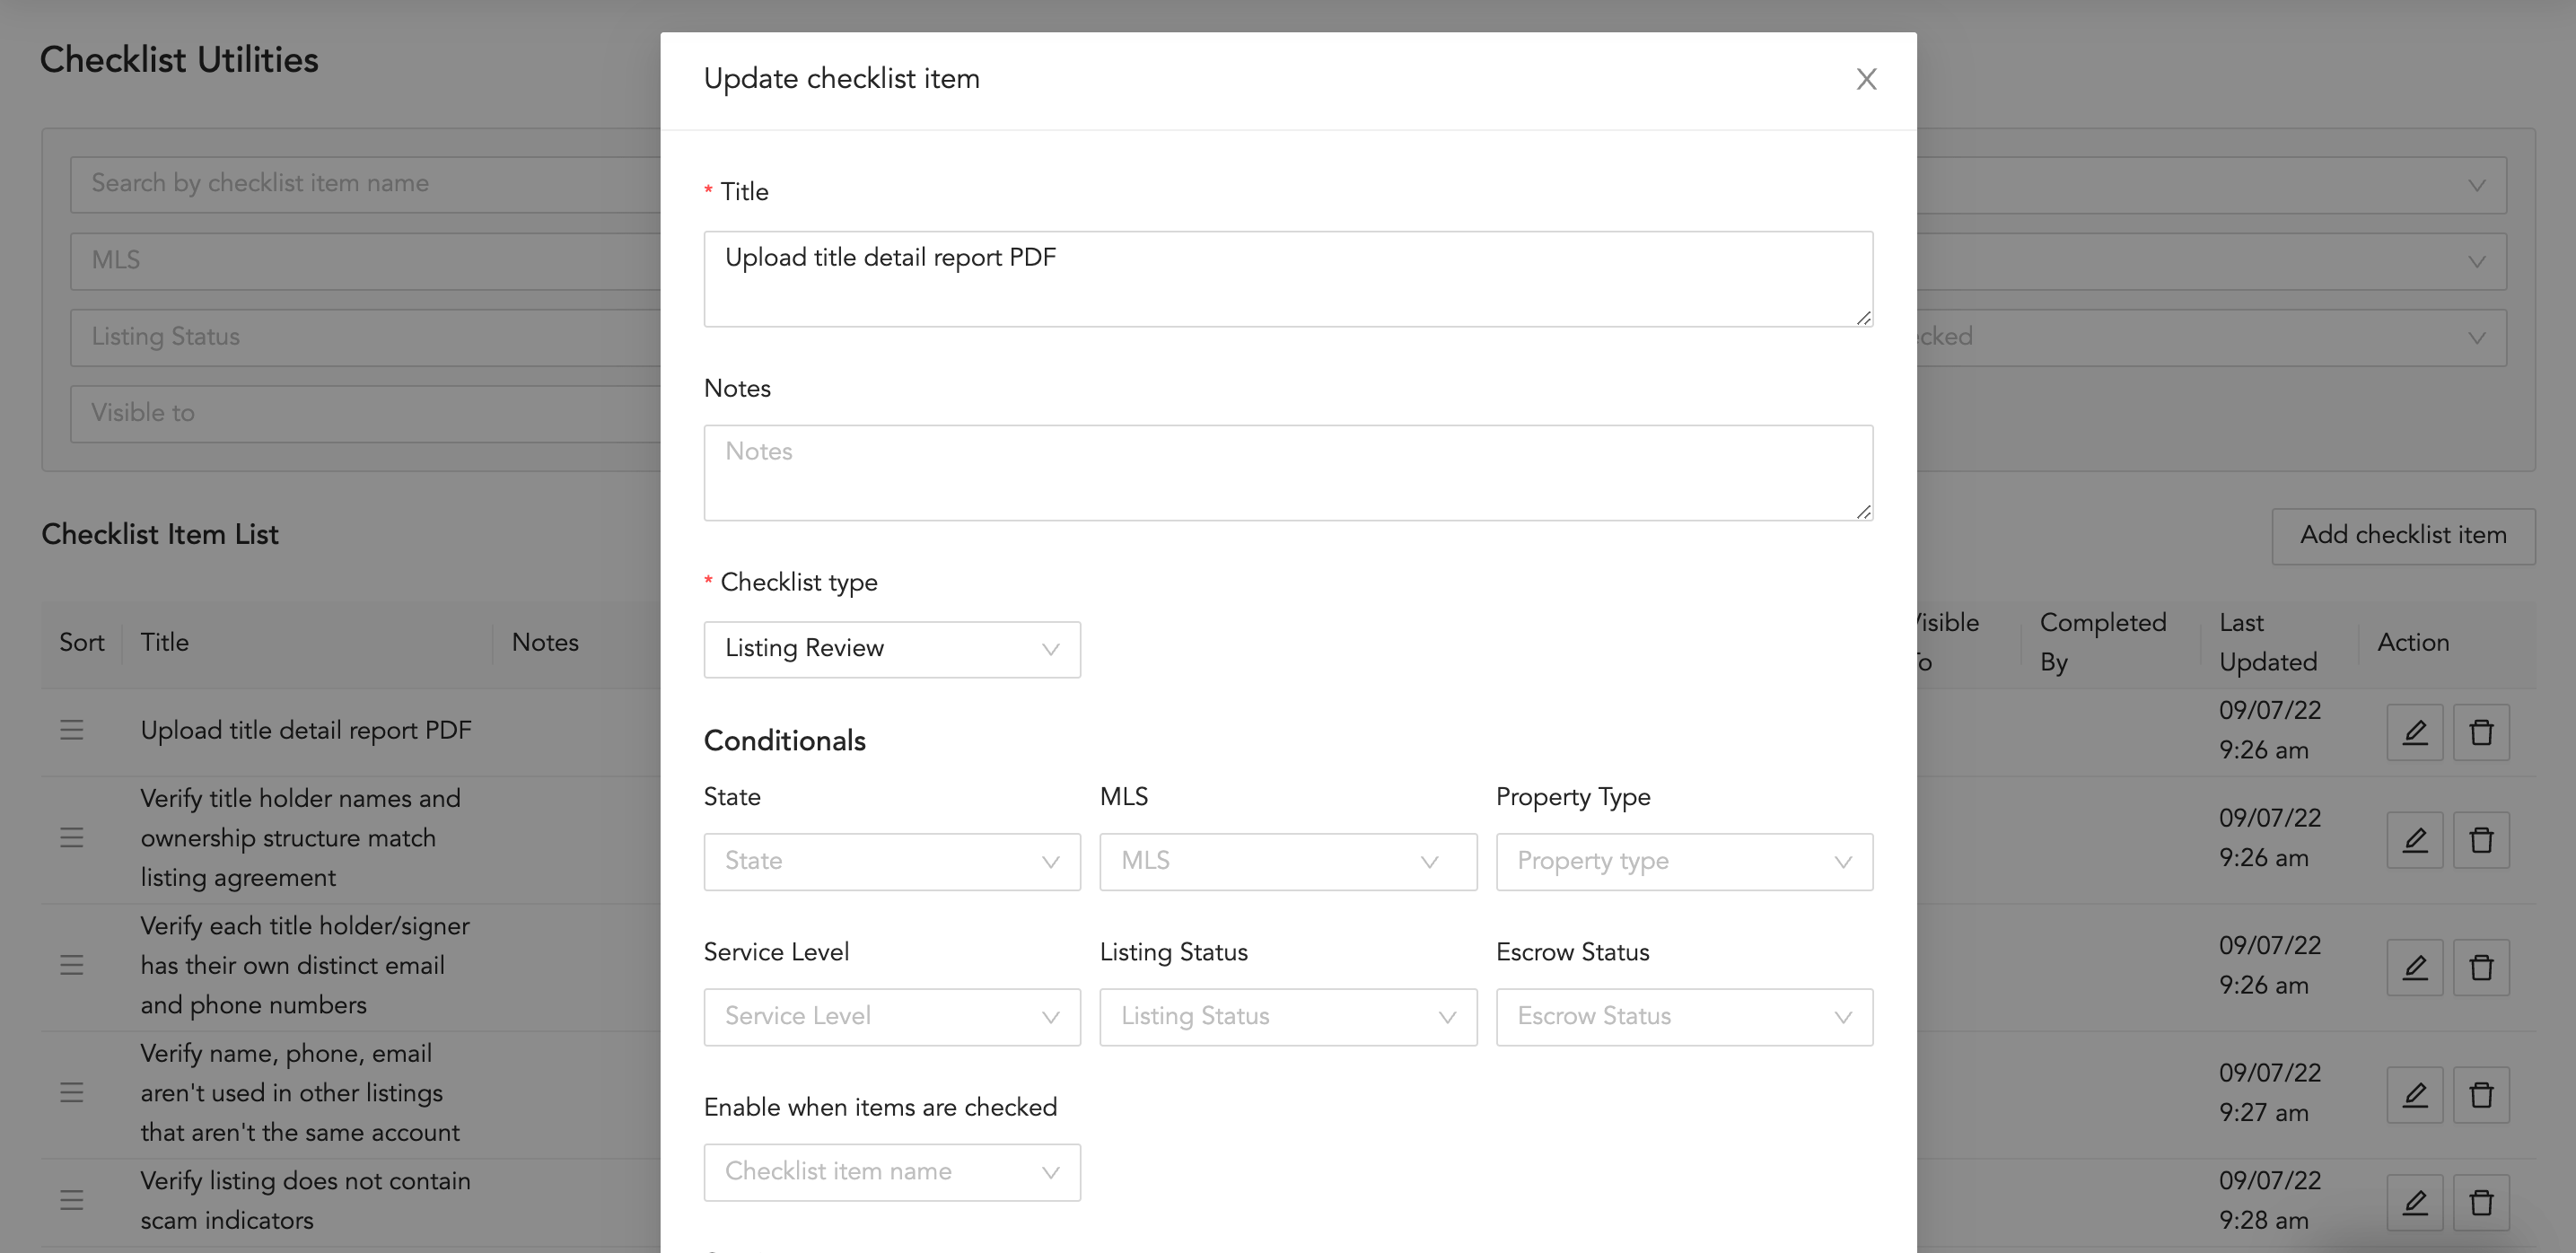 Checklist Utilities
Search by checklist item name
MLS
Listing Status
Visible to
Checklist Item List
Add checklist item
Sort
Title
Notes
Completed By
Last Updated
Action
Upload title detail report PDF
09/07/22
9:26 am
Verify title holder names and
ownership structure match
listing agreement
09/07/22
9:26 am
Verify each title holder/signer
has their own distinct email
and phone numbers
09/07/22
9:26 am
Verify name, phone, email
aren't used in other listings
that aren't the same account
09/07/22
9:27 am
Verify listing does not contain
scam indicators
09/07/22
9:28 am
Update checklist item
* Title
Upload title detail report PDF
Notes
Notes
* Checklist type
Listing Review
Conditionals
State
MLS
Property Type
State
MLS
Property type
Service Level
Listing Status
Escrow Status
Service Level
Listing Status
Escrow Status
Enable when items are checked
Checklist item name